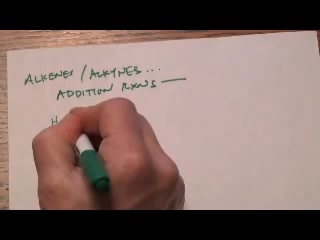 ALKENES / ALKYNES ...
ADDITION RXNS —
H